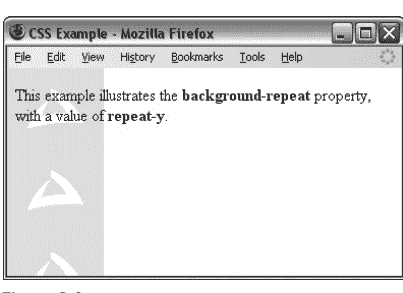 CSS Example - Mozilla Firefox
File Edit View History Bookmarks Tools Help
This example illustrates the background-repeat property,
with a value of repeat-y.